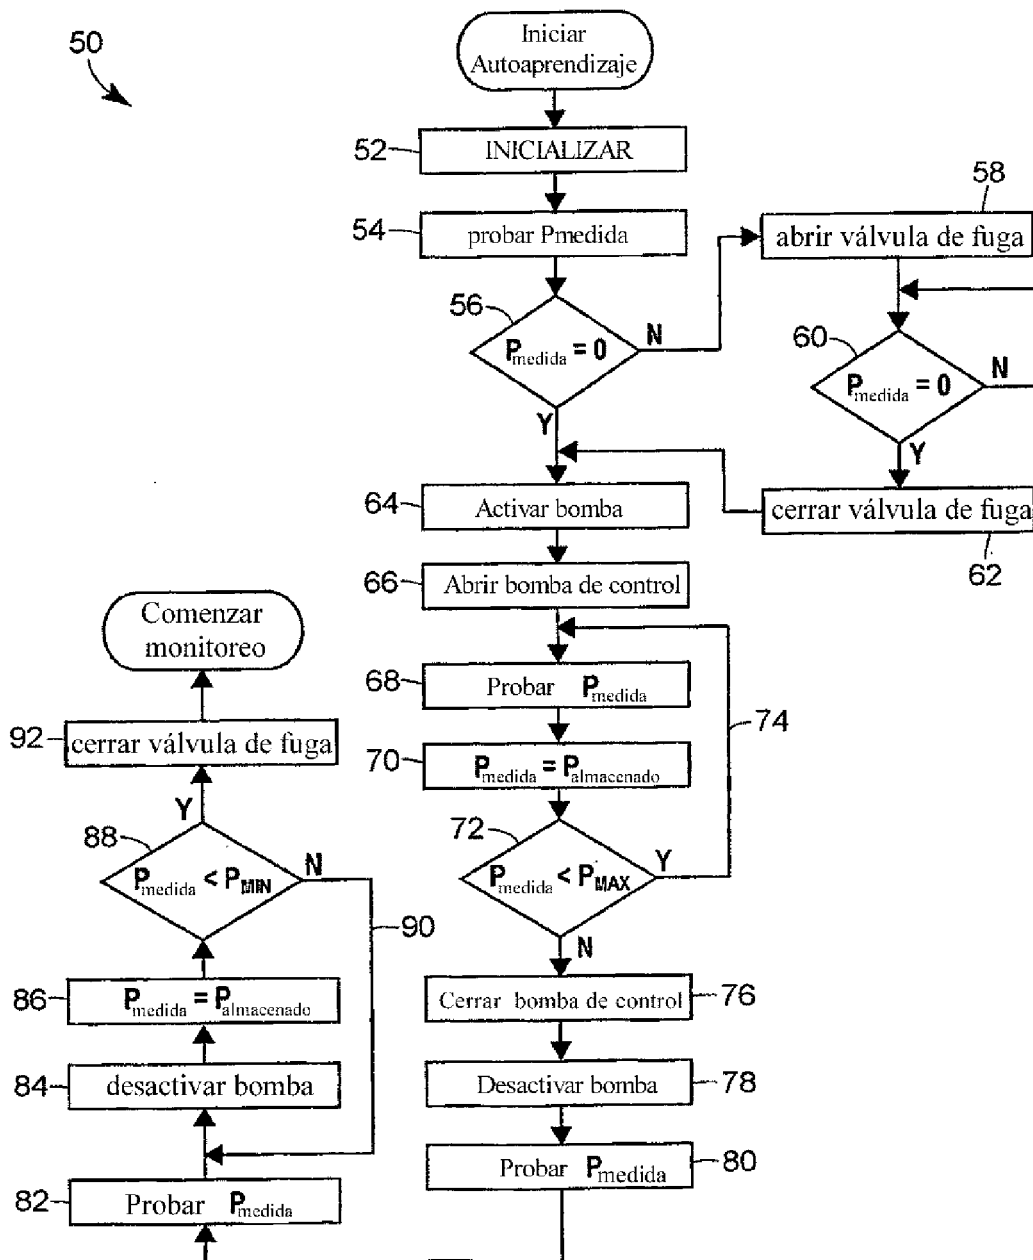 50
Iniciar
Autoaprendizaje
52
INICIALIZAR
54
probar Pmedida
56
Pmedida = 0
N
Y
58
abrir válvula de fuga
60
Pmedida = 0
N
Y
cerrar válvula de fuga
62
64
Activar bomba
66
Abrir bomba de control
68
Probar Pmedida
70
Pmedida = Palmacenado
72
Pmedida < PMAX
Y
74
N
Cerrar bomba de control
76
Desactivar bomba
78
Probar Pmedida
80
82
Probar Pmedida
84
desactivar bomba
86
Pmedida = Palmacenado
88
Pmedida < PMIN
N
90
Y
92
cerrar válvula de fuga
Comenzar
monitoreo